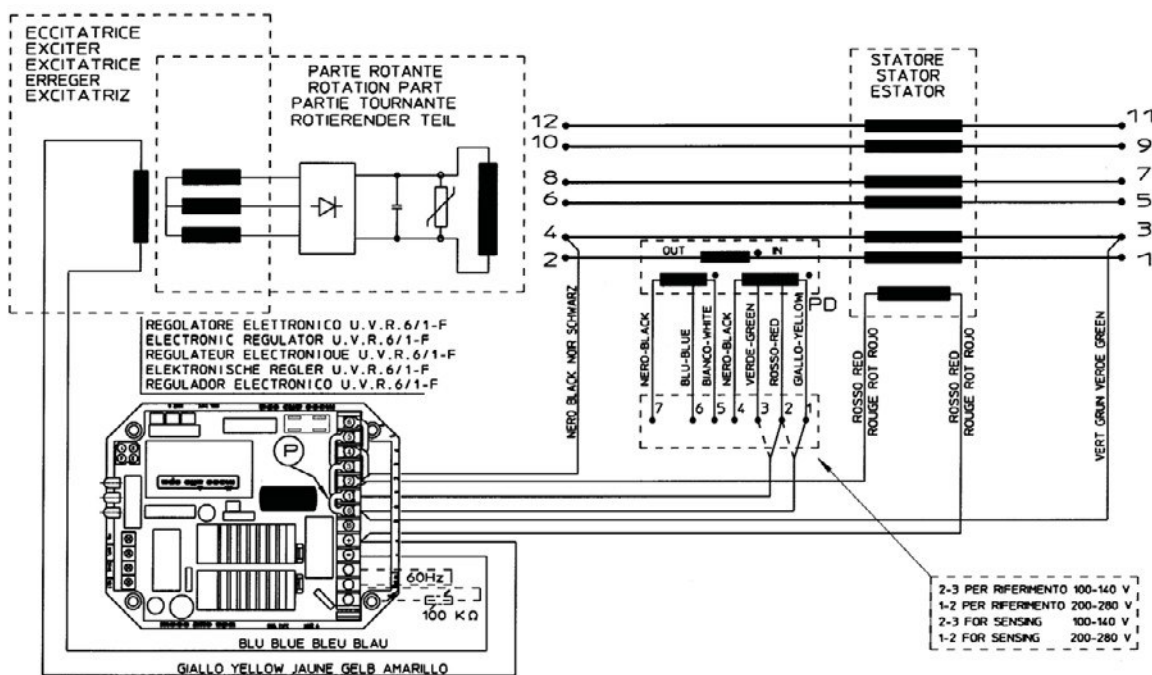 ECCITATRICE
EXCITER
EXCITATRICE
ERREGER
EXCITATRIZ
PARTE ROTANTE
ROTATION PART
PARTIE TOURNANTE
ROTIERENDER TEIL
STATORE
STATOR
ESTATOR
12
10
8
6
4
2
11
9
7
5
3
1
OUT
IN
PD
NERO-BLACK
BLU-BLUE
BIANCO-WHITE
NERO-BLACK
VERDE-GREEN
ROSSO-RED
GIALLO-YELLOW
7
6
5
4
3
2
1
NERO BLACK NOIR SCHWARZ
ROSSO RED
ROUGE ROT ROJO
ROSSO RED
ROUGE ROT ROJO
VERT GRUN VERDE GREEN
REGOLATORE ELETTRONICO U.V.R.6/1-F
ELECTRONIC REGULATOR U.V.R.6/1-F
REGULATEUR ELECTRONIQUE U.V.R.6/1-F
ELEKTRONISCHE REGLER U.V.R.6/1-F
REGULADOR ELECTRONICO U.V.R.6/1-F
P
60Hz
100 KΩ
BLU BLUE BLEU BLAU
GIALLO YELLOW JAUNE GELB AMARILLO
2-3 PER RIFERIMENTO 100-140 V
1-2 PER RIFERIMENTO 200-280 V
2-3 FOR SENSING 100-140 V
1-2 FOR SENSING 200-280 V